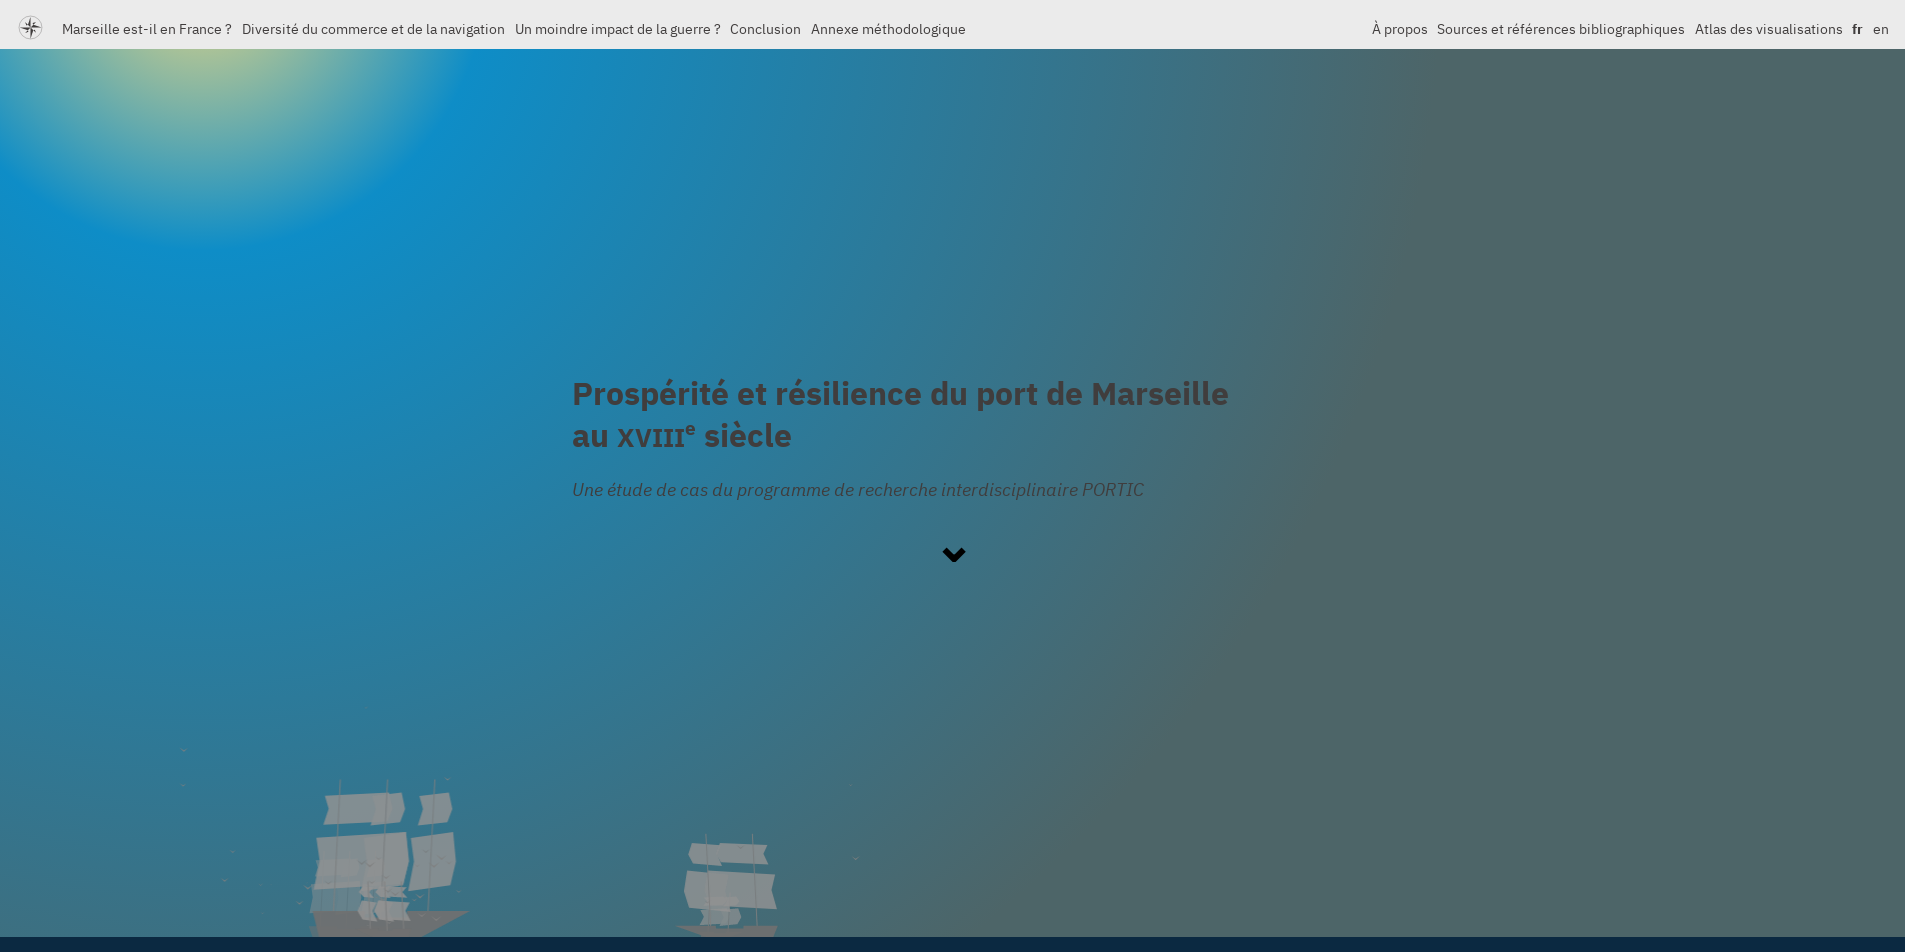 Marseille est-il en France ? Diversité du commerce et de la navigation Un moindre impact de la guerre ? Conclusion Annexe méthodologique À propos Sources et références bibliographiques Atlas des visualisations fr en
Prospérité et résilience du port de Marseille
au XVIIIe siècle
Une étude de cas du programme de recherche interdisciplinaire PORTIC